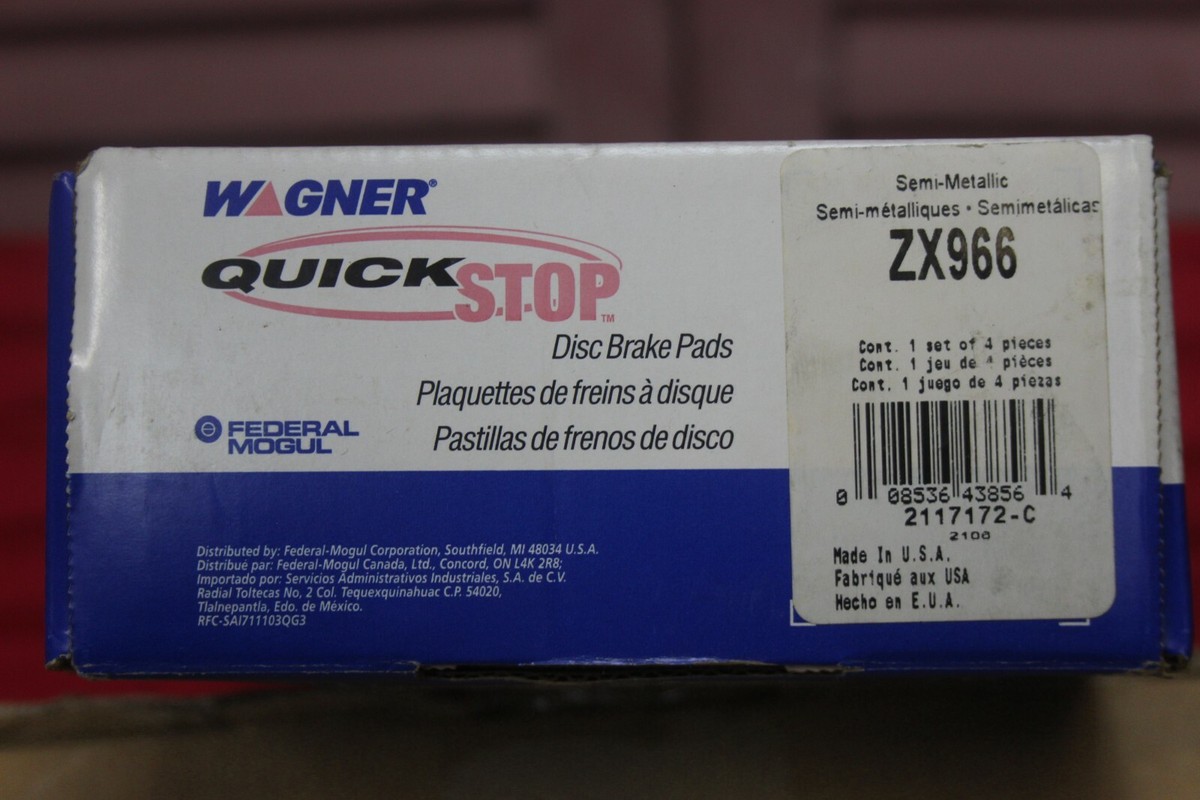 WAGNER®
QUICK
S.T.O.P™
Disc Brake Pads
Plaquettes de freins à disque
Pastillas de frenos de disco
FEDERAL
MOGUL
Distributed by: Federal-Mogul Corporation, Southfield, MI 48034 U.S.A.
Distribué par: Federal-Mogul Canada, Ltd., Concord, ON L4K 2R8;
Importado por: Servicios Administrativos Industriales, S.A. de C.V.
Radial Toltecas No, 2 Col. Tequexquinahuac C.P. 54020,
Tlalnepantla, Edo. de México.
RFC-SAI711103QG3
Semi-Metallic
Semi-métalliques • Semimetálicas
ZX966
Cont. 1 set of 4 pieces
Cont. 1 jeu de 4 pièces
Cont. 1 juego de 4 piezas
0 08536 43856 4
2117172-C
2108
Made In U.S.A.
Fabriqué aux USA
Hecho en E.U.A.